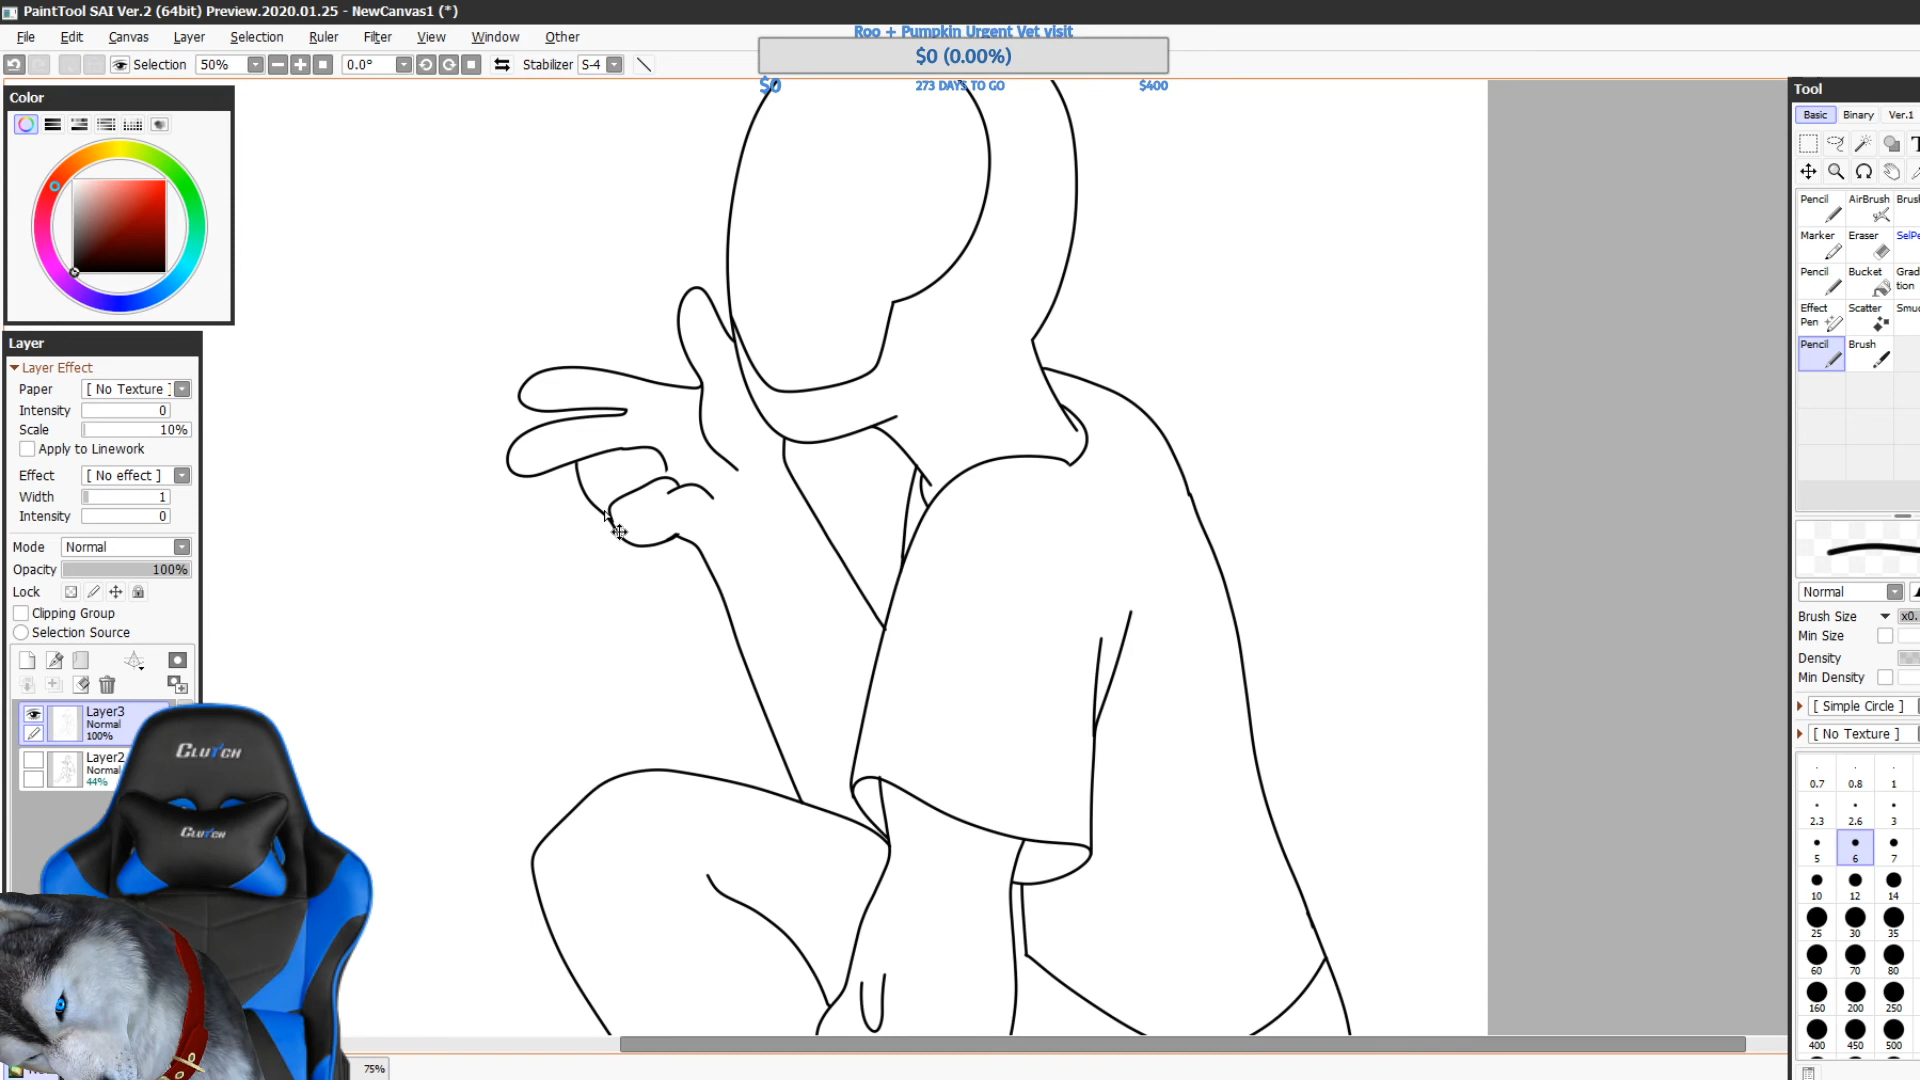 PaintTool SAI Ver.2 (64bit) Preview.2020.01.25 - NewCanvas1 (*)
File Edit Canvas Layer Selection Ruler Filter View Window Other
Roo + Pumpkin Urgent Vet visit
$0 (0.00%)
$0 273 DAYS TO GO $400
Selection 50% 0.0° Stabilizer S-4
Color
Layer
Layer Effect
Paper [ No Texture ]
Intensity 0
Scale 10%
Apply to Linework
Effect [ No effect ]
Width 1
Intensity 0
Mode Normal
Opacity 100%
Lock
Clipping Group
Selection Source
Layer3
Normal
100%
Layer2
Normal
44%
CLUTCH
CLUTCH
75%
Tool
Basic Binary Ver.1
T
Pencil AirBrush Brus
Marker Eraser SelPe
Pencil Bucket Grad
tion
Effect
Pen Scatter Smu
Pencil Brush
Normal
Brush Size x0.
Min Size
Density
Min Density
[ Simple Circle ]
[ No Texture ]
0.7 0.8 1
2.3 2.6 3
5 6 7
10 12 14
25 30 35
60 70 80
160 200 250
400 450 500